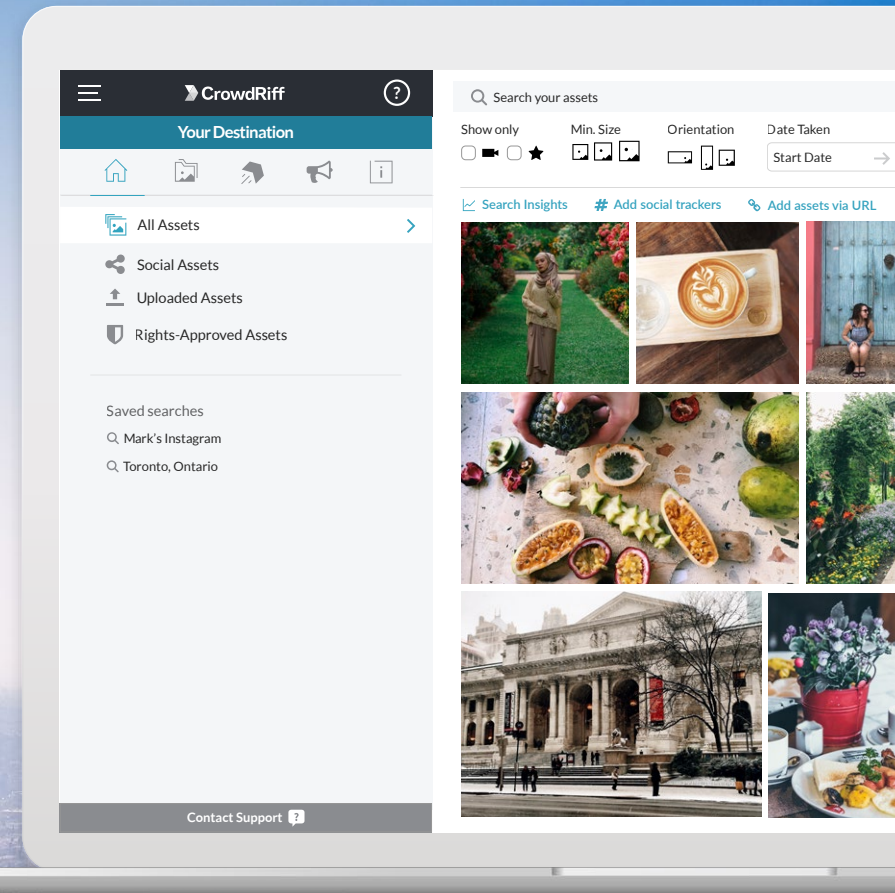 CrowdRiff
?
Your Destination
i
All Assets
Social Assets
Uploaded Assets
Rights-Approved Assets
Saved searches
Mark's Instagram
Toronto, Ontario
Contact Support ?
Search your assets
Show only
Min. Size
Orientation
Date Taken
Start Date
Search Insights
# Add social trackers
Add assets via URL